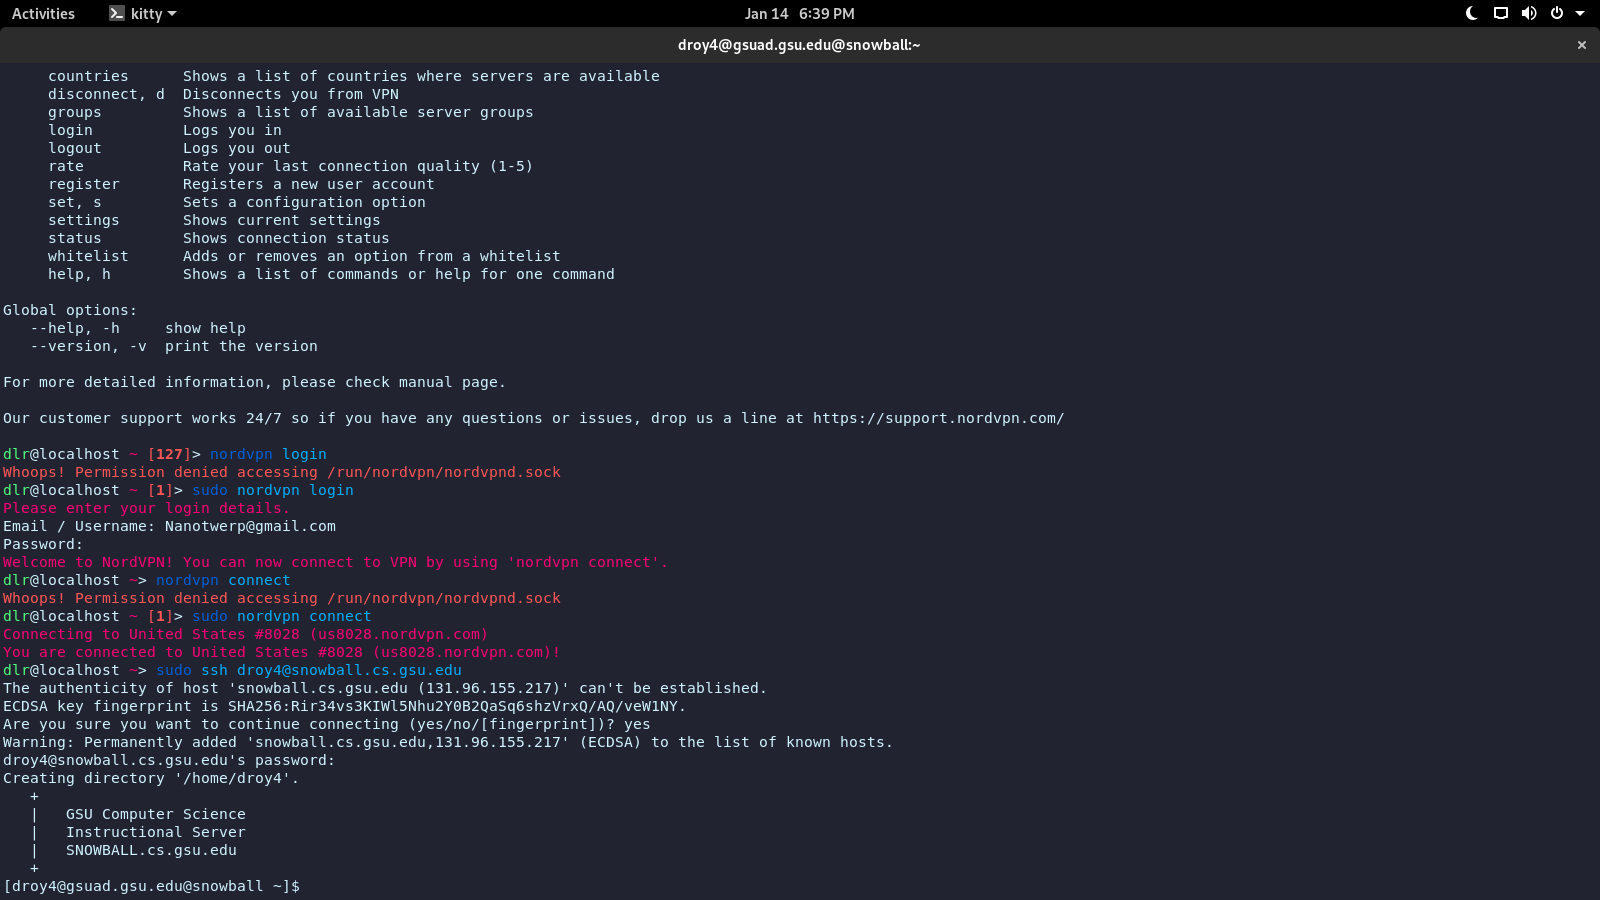 Activities kitty Jan 14 6:39 PM
droy4@gsuad.gsu.edu@snowball:~ ×
countries Shows a list of countries where servers are available
disconnect, d Disconnects you from VPN
groups Shows a list of available server groups
login Logs you in
logout Logs you out
rate Rate your last connection quality (1-5)
register Registers a new user account
set, s Sets a configuration option
settings Shows current settings
status Shows connection status
whitelist Adds or removes an option from a whitelist
help, h Shows a list of commands or help for one command
Global options:
--help, -h show help
--version, -v print the version
For more detailed information, please check manual page.
Our customer support works 24/7 so if you have any questions or issues, drop us a line at https://support.nordvpn.com/
dlr@localhost ~ [127]> nordvpn login
Whoops! Permission denied accessing /run/nordvpn/nordvpnd.sock
dlr@localhost ~ [1]> sudo nordvpn login
Please enter your login details.
Email / Username: Nanotwerp@gmail.com
Password:
Welcome to NordVPN! You can now connect to VPN by using 'nordvpn connect'.
dlr@localhost ~> nordvpn connect
Whoops! Permission denied accessing /run/nordvpn/nordvpnd.sock
dlr@localhost ~ [1]> sudo nordvpn connect
Connecting to United States #8028 (us8028.nordvpn.com)
You are connected to United States #8028 (us8028.nordvpn.com)!
dlr@localhost ~> sudo ssh droy4@snowball.cs.gsu.edu
The authenticity of host 'snowball.cs.gsu.edu (131.96.155.217)' can't be established.
ECDSA key fingerprint is SHA256:Rir34vs3KIWl5Nhu2Y0B2QaSq6shzVrxQ/AQ/veW1NY.
Are you sure you want to continue connecting (yes/no/[fingerprint])? yes
Warning: Permanently added 'snowball.cs.gsu.edu,131.96.155.217' (ECDSA) to the list of known hosts.
droy4@snowball.cs.gsu.edu's password:
Creating directory '/home/droy4'.
+
| GSU Computer Science
| Instructional Server
| SNOWBALL.cs.gsu.edu
+
[droy4@gsuad.gsu.edu@snowball ~]$